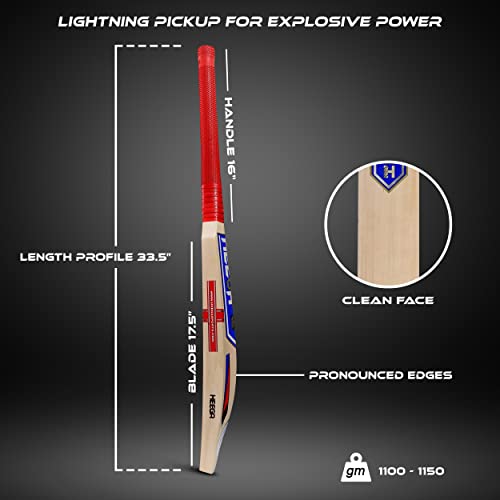 LIGHTNING PICKUP FOR EXPLOSIVE POWER
HANDLE 16"
LENGTH PROFILE 33.5"
CLEAN FACE
BLADE 17.5"
PRONOUNCED EDGES
HEEGA
H
gm
1100 - 1150